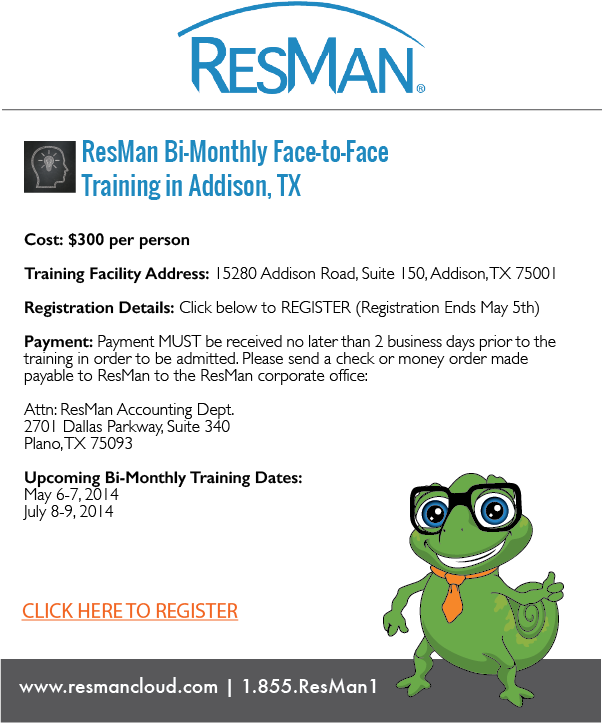 RESMAN®
ResMan Bi-Monthly Face-to-Face
Training in Addison, TX
Cost: $300 per person
Training Facility Address: 15280 Addison Road, Suite 150, Addison, TX 75001
Registration Details: Click below to REGISTER (Registration Ends May 5th)
Payment: Payment MUST be received no later than 2 business days prior to the
training in order to be admitted. Please send a check or money order made
payable to ResMan to the ResMan corporate office:
Attn: ResMan Accounting Dept.
2701 Dallas Parkway, Suite 340
Plano, TX 75093
Upcoming Bi-Monthly Training Dates:
May 6-7, 2014
July 8-9, 2014
CLICK HERE TO REGISTER
www.resmancloud.com | 1.855.ResMan1